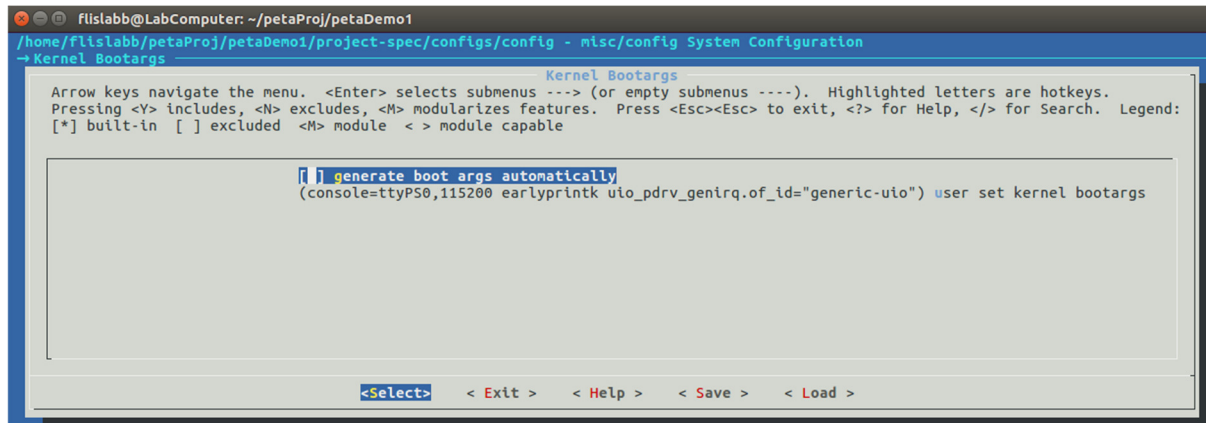 flislabb@LabComputer: ~/petaProj/petaDemo1
/home/flislabb/petaProj/petaDemo1/project-spec/configs/config - misc/config System Configuration
→ Kernel Bootargs
Kernel Bootargs
Arrow keys navigate the menu.  <Enter> selects submenus ---> (or empty submenus ----).  Highlighted letters are hotkeys.
Pressing <Y> includes, <N> excludes, <M> modularizes features.  Press <Esc><Esc> to exit, <?> for Help, </> for Search.  Legend:
[*] built-in  [ ] excluded  <M> module  < > module capable
[ ] generate boot args automatically
(console=ttyPS0,115200 earlyprintk uio_pdrv_genirq.of_id="generic-uio") user set kernel bootargs
<Select>    < Exit >    < Help >    < Save >    < Load >